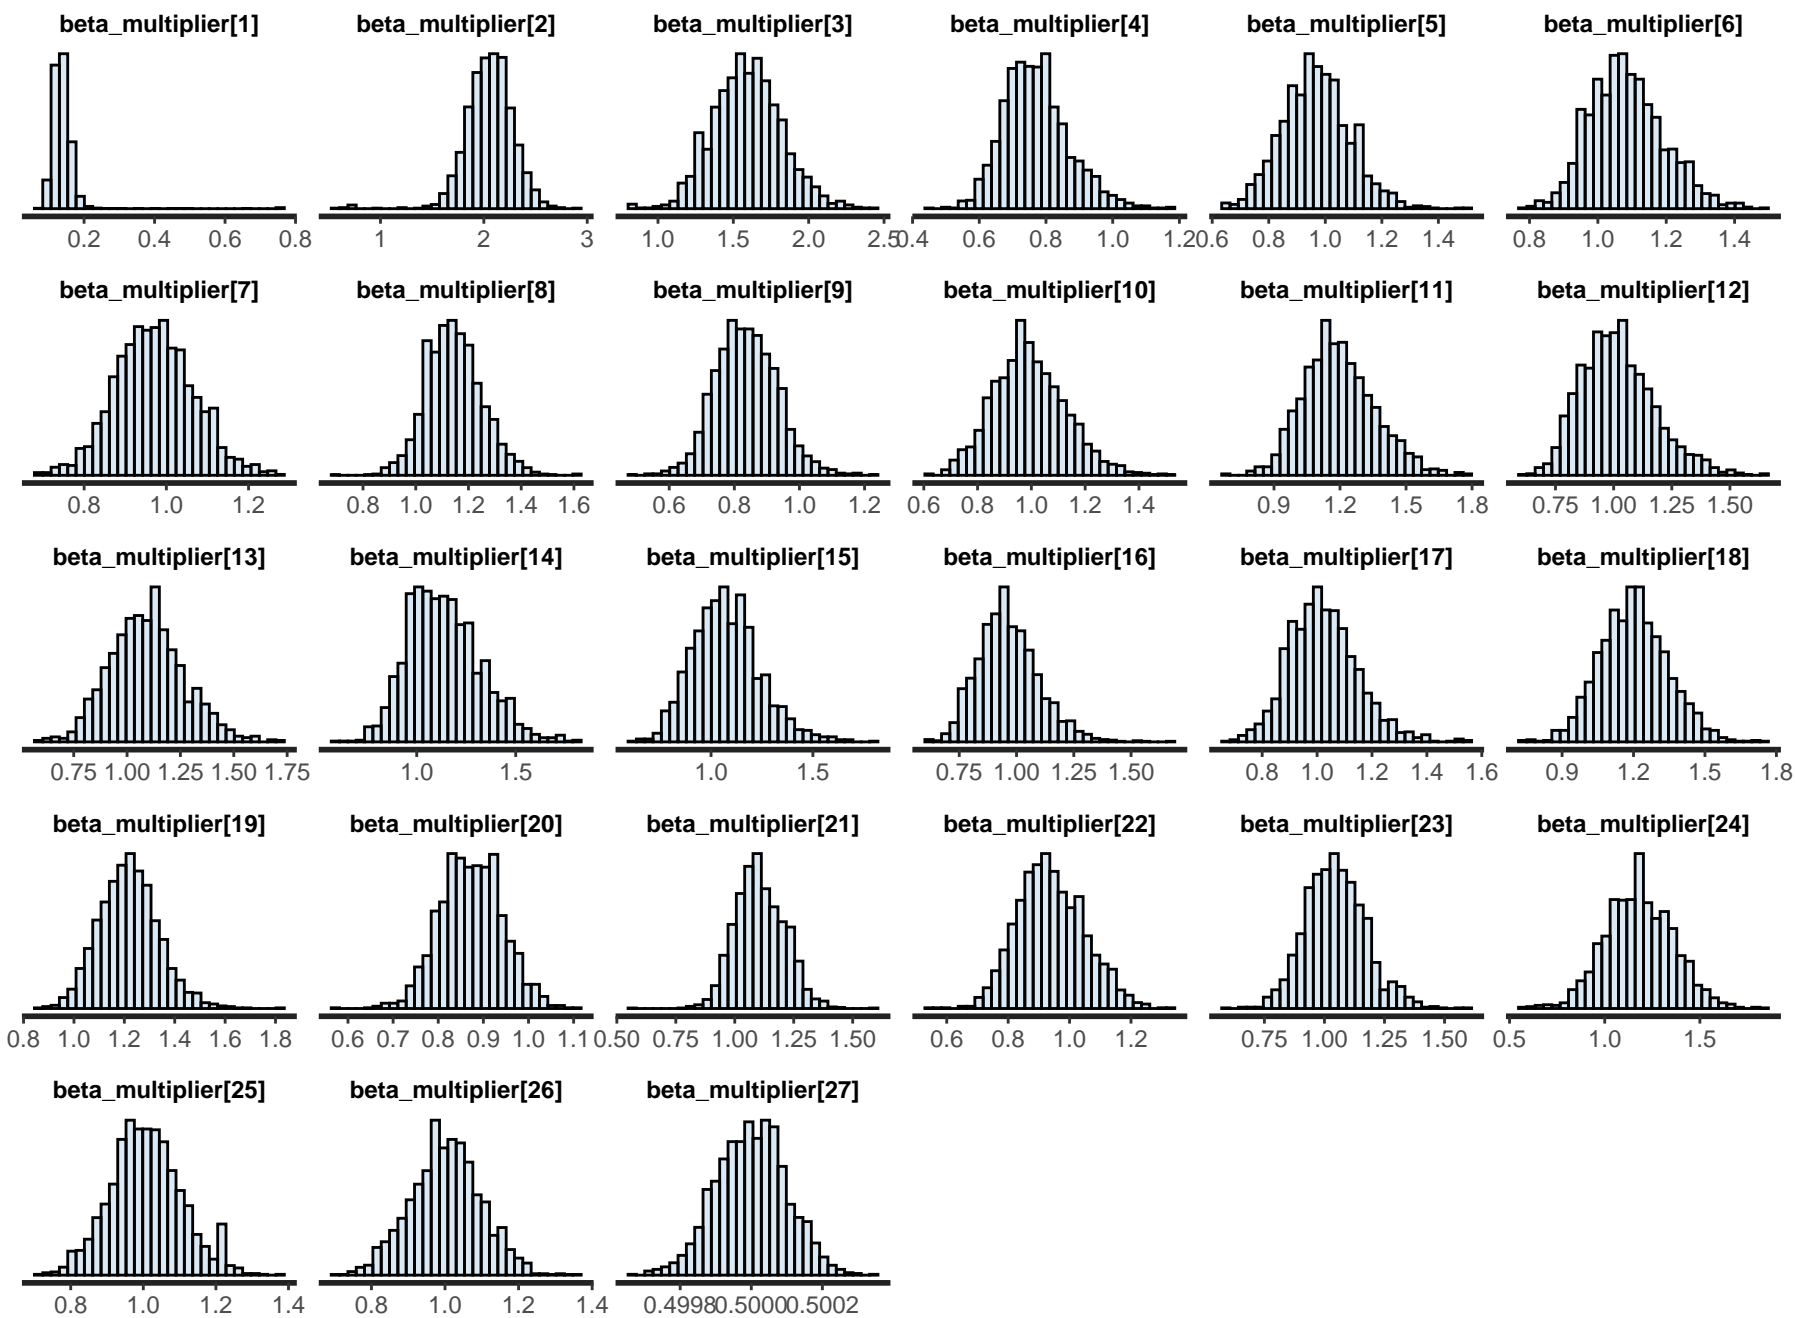 beta_multiplier[1] beta_multiplier[2] beta_multiplier[3] beta_multiplier[4] beta_multiplier[5] beta_multiplier[6]
0.2 0.4 0.6 0.8 1 2 3 1.0 1.5 2.0 2.5 0.4 0.6 0.8 1.0 1.2 0.6 0.8 1.0 1.2 1.4 0.8 1.0 1.2 1.4
beta_multiplier[7] beta_multiplier[8] beta_multiplier[9] beta_multiplier[10] beta_multiplier[11] beta_multiplier[12]
0.8 1.0 1.2 0.8 1.0 1.2 1.4 1.6 0.6 0.8 1.0 1.2 0.6 0.8 1.0 1.2 1.4 0.9 1.2 1.5 1.8 0.75 1.00 1.25 1.50
beta_multiplier[13] beta_multiplier[14] beta_multiplier[15] beta_multiplier[16] beta_multiplier[17] beta_multiplier[18]
0.75 1.00 1.25 1.50 1.75 1.0 1.5 1.0 1.5 0.75 1.00 1.25 1.50 0.8 1.0 1.2 1.4 1.6 0.9 1.2 1.5 1.8
beta_multiplier[19] beta_multiplier[20] beta_multiplier[21] beta_multiplier[22] beta_multiplier[23] beta_multiplier[24]
0.8 1.0 1.2 1.4 1.6 1.8 0.6 0.7 0.8 0.9 1.0 1.1 0.50 0.75 1.00 1.25 1.50 0.6 0.8 1.0 1.2 0.75 1.00 1.25 1.50 0.5 1.0 1.5
beta_multiplier[25] beta_multiplier[26] beta_multiplier[27]
0.8 1.0 1.2 1.4 0.8 1.0 1.2 1.4 0.4998 0.5000 0.5002